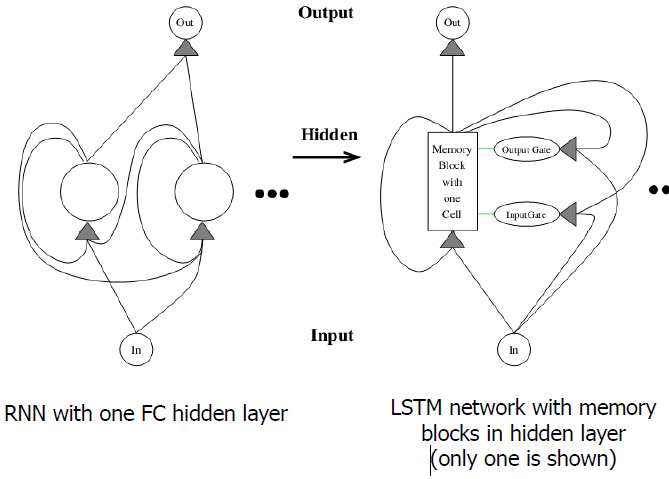 Out
Output
Out
Hidden
Memory
Block
with
one
Cell
Output Gate
InputGate
Input
In
In
RNN with one FC hidden layer
LSTM network with memory
blocks in hidden layer
(only one is shown)